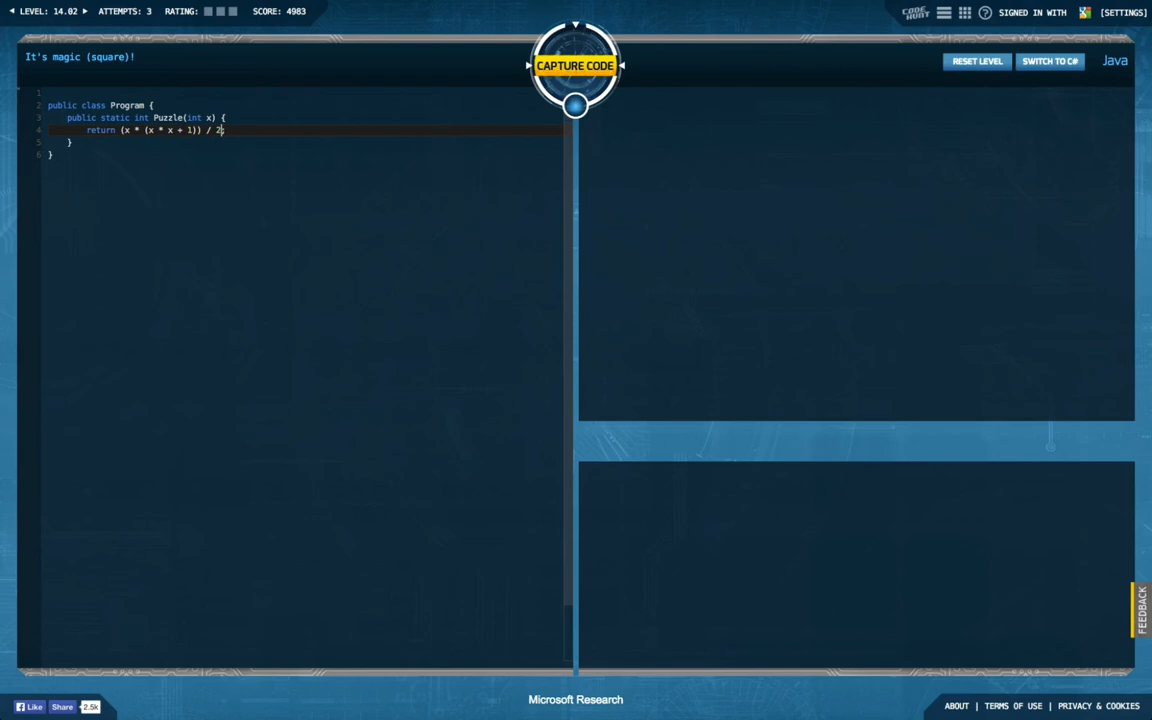 LEVEL: 14.02 ATTEMPTS: 3 RATING: SCORE: 4983
CODE HUNT SIGNED IN WITH [SETTINGS]
It's magic (square)!
CAPTURE CODE
RESET LEVEL SWITCH TO C# Java
1
2 public class Program {
3 public static int Puzzle(int x) {
4 return (x * (x * x + 1)) / 2;
5 }
6 }
FEEDBACK
Like Share 2.5k
Microsoft Research
ABOUT | TERMS OF USE | PRIVACY & COOKIES